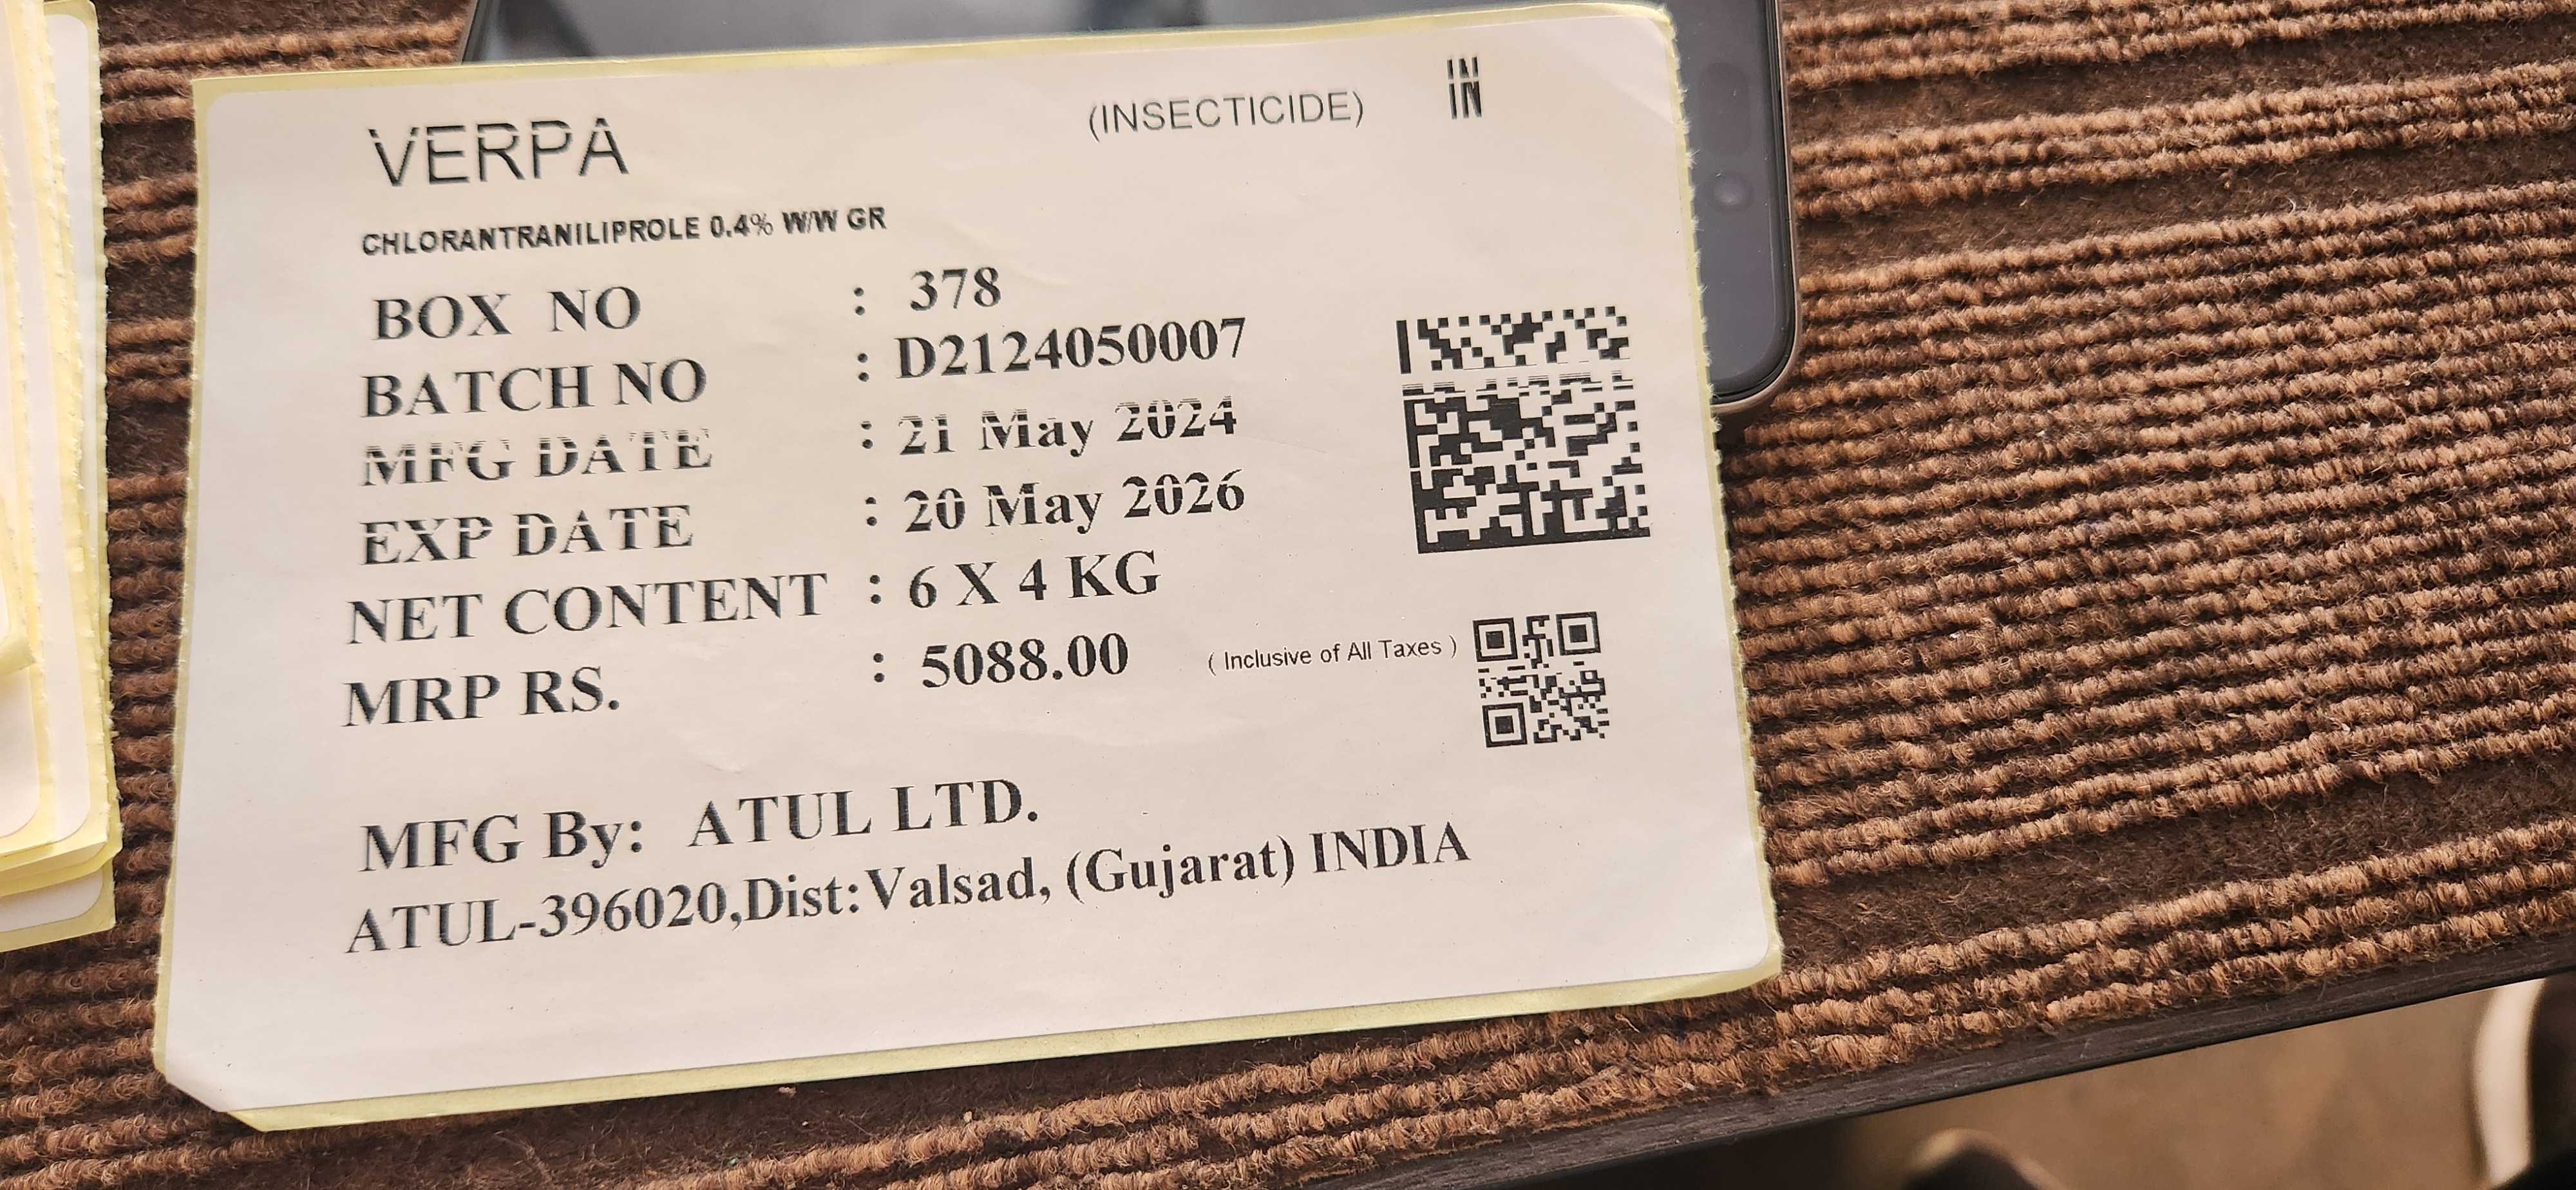 VERPA (INSECTICIDE) IN
CHLORANTRANILIPROLE 0.4% W/W GR
BOX NO : 378
BATCH NO : D2124050007
MFG DATE : 21 May 2024
EXP DATE : 20 May 2026
NET CONTENT : 6 X 4 KG
MRP RS. : 5088.00 ( Inclusive of All Taxes )
MFG By: ATUL LTD.
ATUL-396020,Dist:Valsad, (Gujarat) INDIA